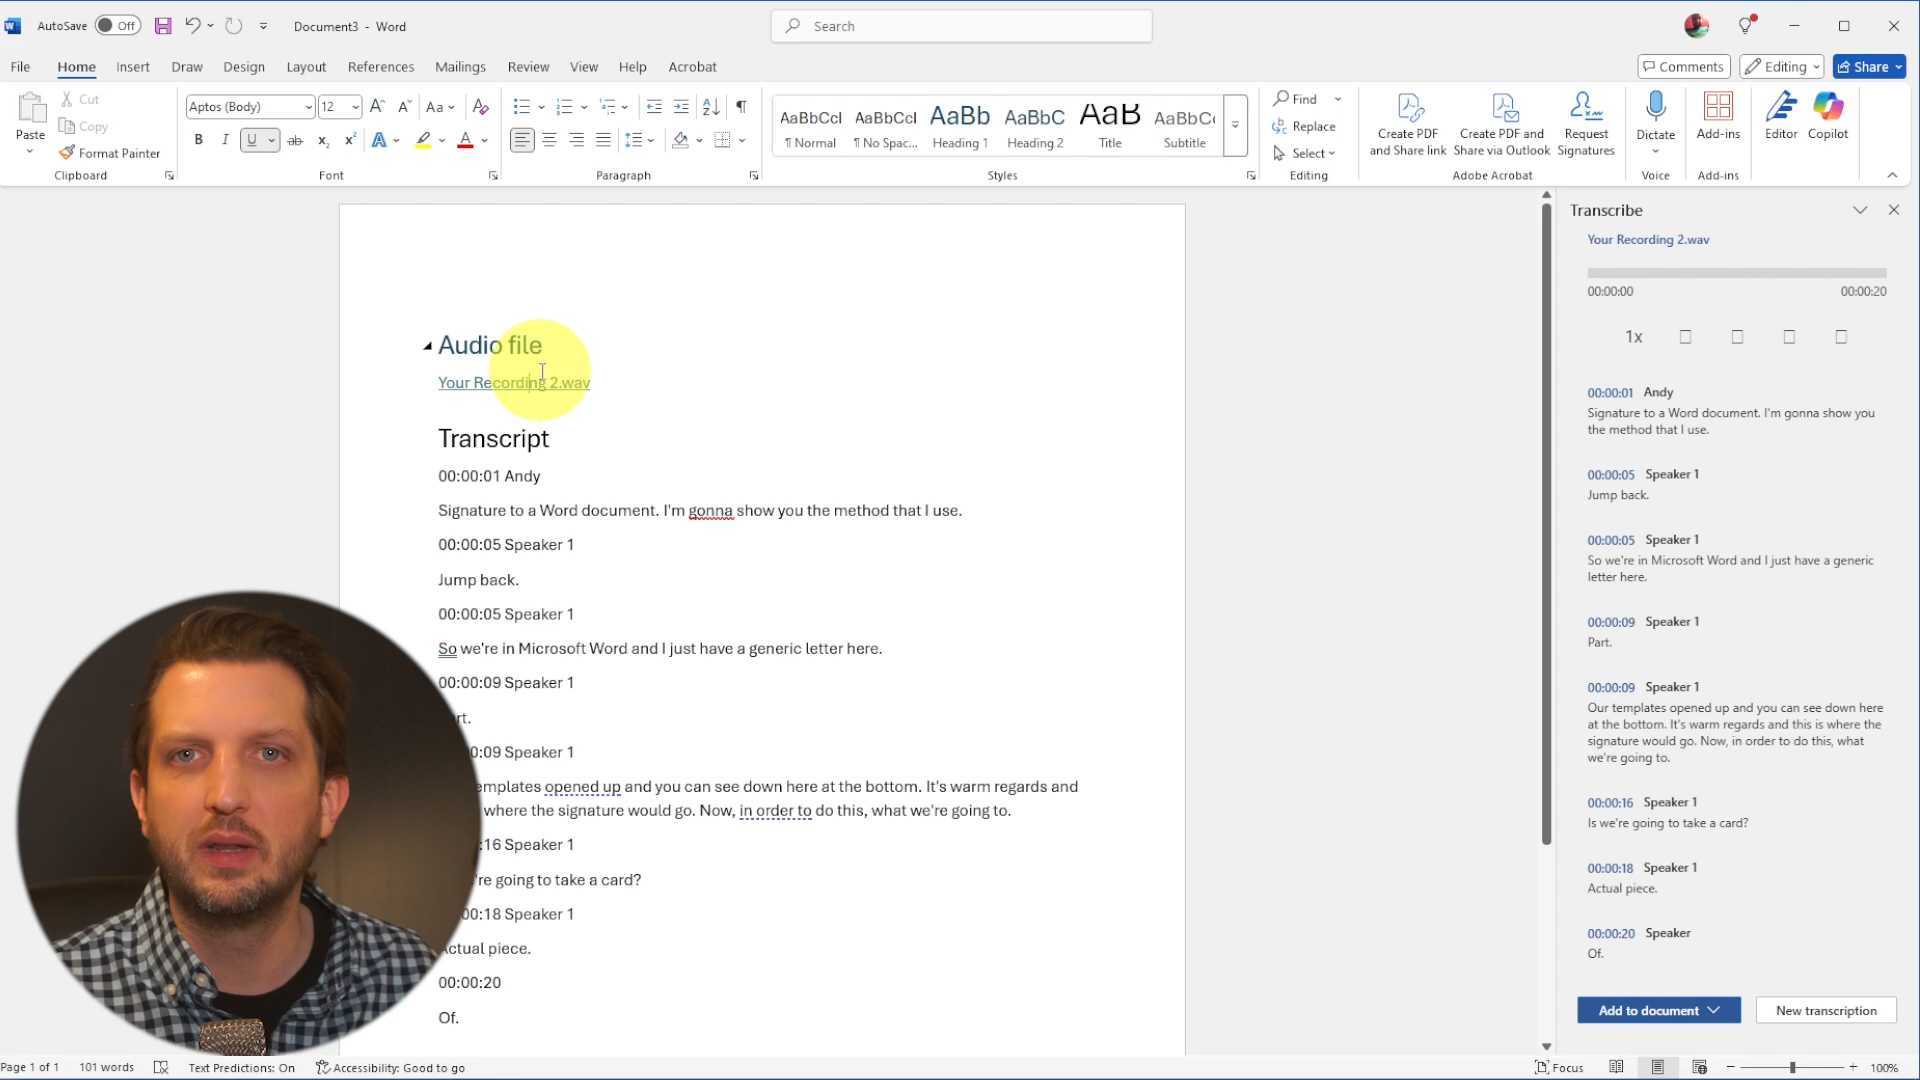 AutoSave Off Document3 - Word Search
File Home Insert Draw Design Layout References Mailings Review View Help Acrobat Comments Editing Share
Paste Cut Copy Format Painter
Aptos (Body) 12
AaBbCcI Normal AaBbCcI No Spac... AaBb Heading 1 AaBbC Heading 2 AaB Title AaBbC Subtitle
Find Replace Select
Create PDF and Share link Create PDF and Share via Outlook Request Signatures Dictate Add-ins Editor Copilot
Clipboard Font Paragraph Styles Editing Adobe Acrobat Voice Add-ins
Audio file
Your Recording 2.wav
Transcript
00:00:01 Andy
Signature to a Word document. I'm gonna show you the method that I use.
00:00:05 Speaker 1
Jump back.
00:00:05 Speaker 1
So we're in Microsoft Word and I just have a generic letter here.
00:00:09 Speaker 1
rt.
0:09 Speaker 1
emplates opened up and you can see down here at the bottom. It's warm regards and
where the signature would go. Now, in order to do this, what we're going to.
:16 Speaker 1
're going to take a card?
00:18 Speaker 1
Actual piece.
00:00:20
Of.
Transcribe
Your Recording 2.wav
00:00:00 00:00:20
1x
00:00:01 Andy
Signature to a Word document. I'm gonna show you
the method that I use.
00:00:05 Speaker 1
Jump back.
00:00:05 Speaker 1
So we're in Microsoft Word and I just have a generic
letter here.
00:00:09 Speaker 1
Part.
00:00:09 Speaker 1
Our templates opened up and you can see down here
at the bottom. It's warm regards and this is where the
signature would go. Now, in order to do this, what
we're going to.
00:00:16 Speaker 1
Is we're going to take a card?
00:00:18 Speaker 1
Actual piece.
00:00:20 Speaker
Of.
Add to document New transcription
Page 1 of 1 101 words Text Predictions: On Accessibility: Good to go Focus 100%